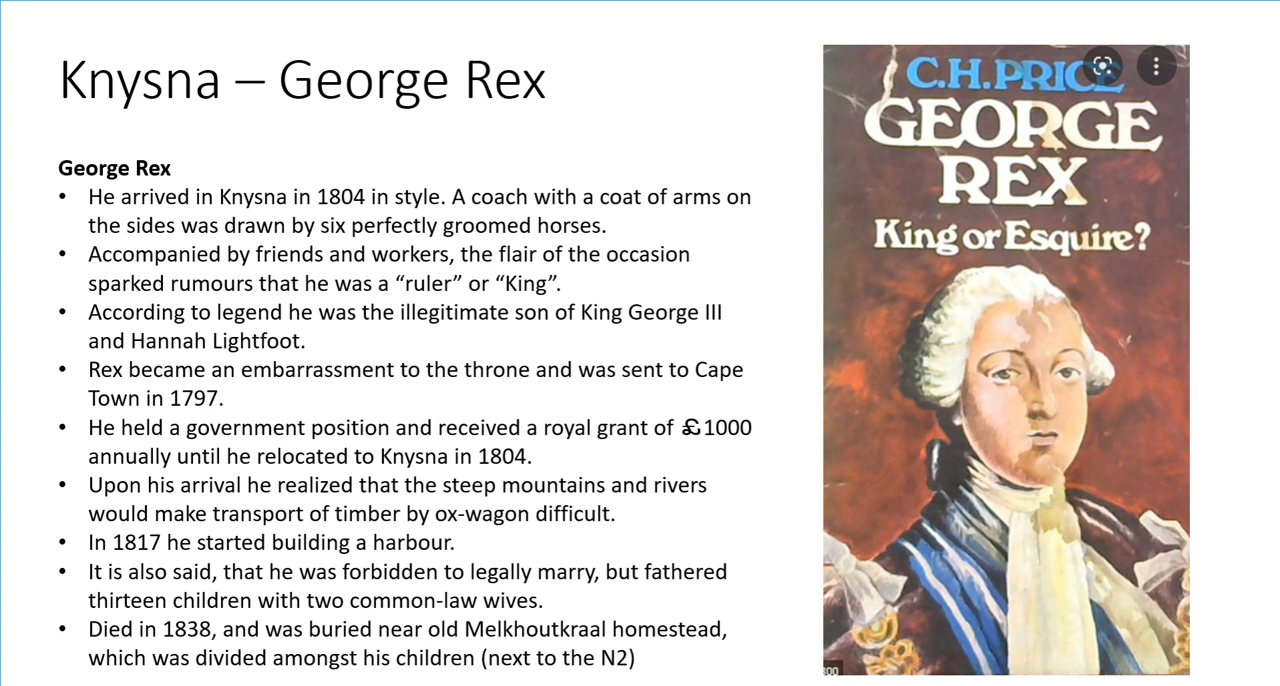 Knysna – George Rex
George Rex
• He arrived in Knysna in 1804 in style. A coach with a coat of arms on
the sides was drawn by six perfectly groomed horses.
• Accompanied by friends and workers, the flair of the occasion
sparked rumours that he was a “ruler” or “King”.
• According to legend he was the illegitimate son of King George III
and Hannah Lightfoot.
• Rex became an embarrassment to the throne and was sent to Cape
Town in 1797.
• He held a government position and received a royal grant of £1000
annually until he relocated to Knysna in 1804.
• Upon his arrival he realized that the steep mountains and rivers
would make transport of timber by ox-wagon difficult.
• In 1817 he started building a harbour.
• It is also said, that he was forbidden to legally marry, but fathered
thirteen children with two common-law wives.
• Died in 1838, and was buried near old Melkhoutkraal homestead,
which was divided amongst his children (next to the N2)
C.H.PRICE
GEORGE
REX
King or Esquire?